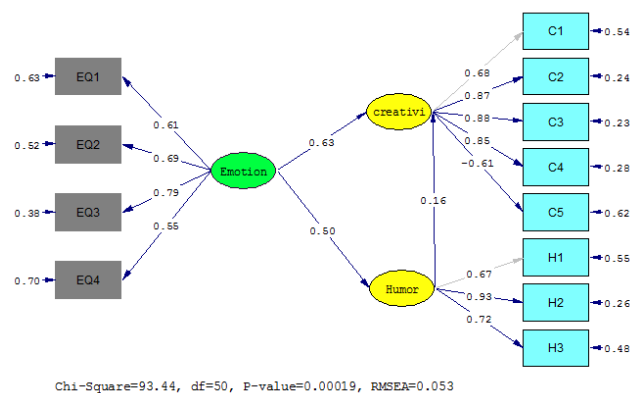 C1
0.54
0.63
EQ1
0.68
C2
0.24
0.87
0.61
creativi
0.88
C3
0.23
0.52
EQ2
0.69
0.63
0.85
C4
0.28
Emotion
-0.61
0.38
EQ3
0.79
0.16
C5
0.62
0.55
0.50
H1
0.55
0.70
EQ4
0.67
Humor
0.93
H2
0.26
0.72
H3
0.48
Chi-Square=93.44, df=50, P-value=0.00019, RMSEA=0.053